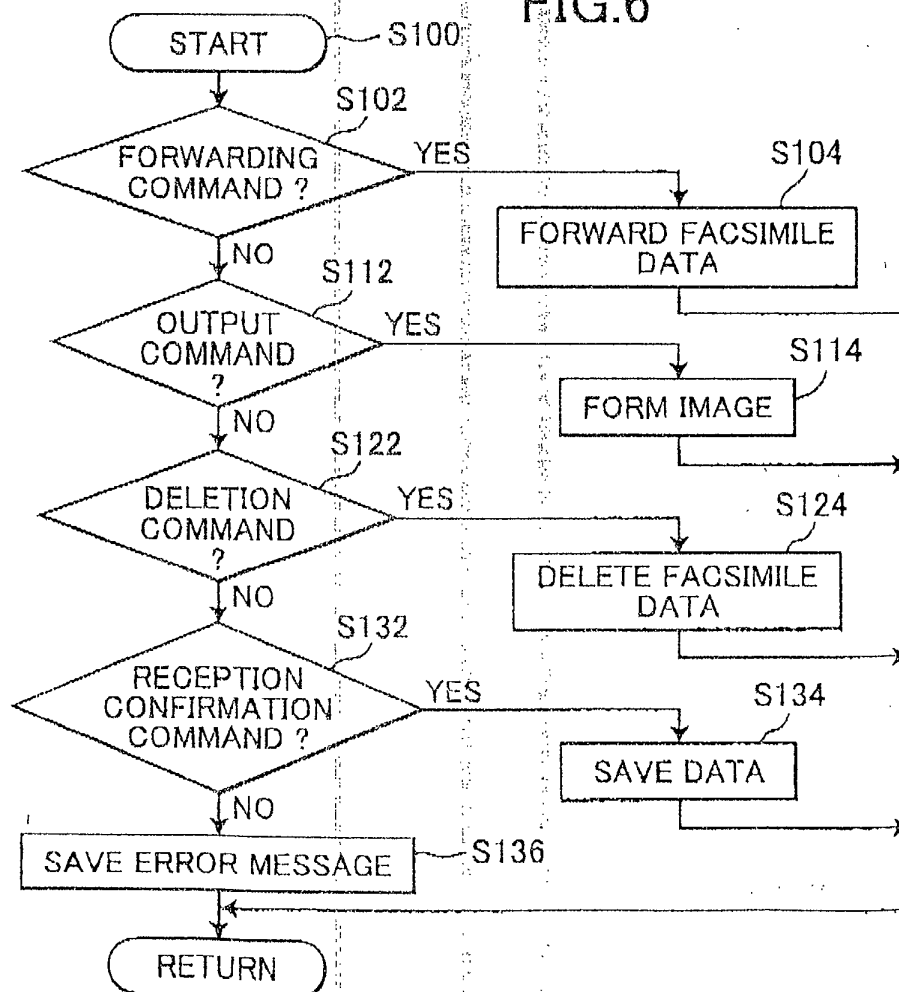 FIG.6
START
S100
S102
FORWARDING
COMMAND ?
YES
S104
FORWARD FACSIMILE
DATA
NO
S112
OUTPUT
COMMAND
?
YES
S114
FORM IMAGE
NO
S122
DELETION
COMMAND
?
YES
S124
DELETE FACSIMILE
DATA
NO
S132
RECEPTION
CONFIRMATION
COMMAND ?
YES
S134
SAVE DATA
NO
SAVE ERROR MESSAGE
S136
RETURN